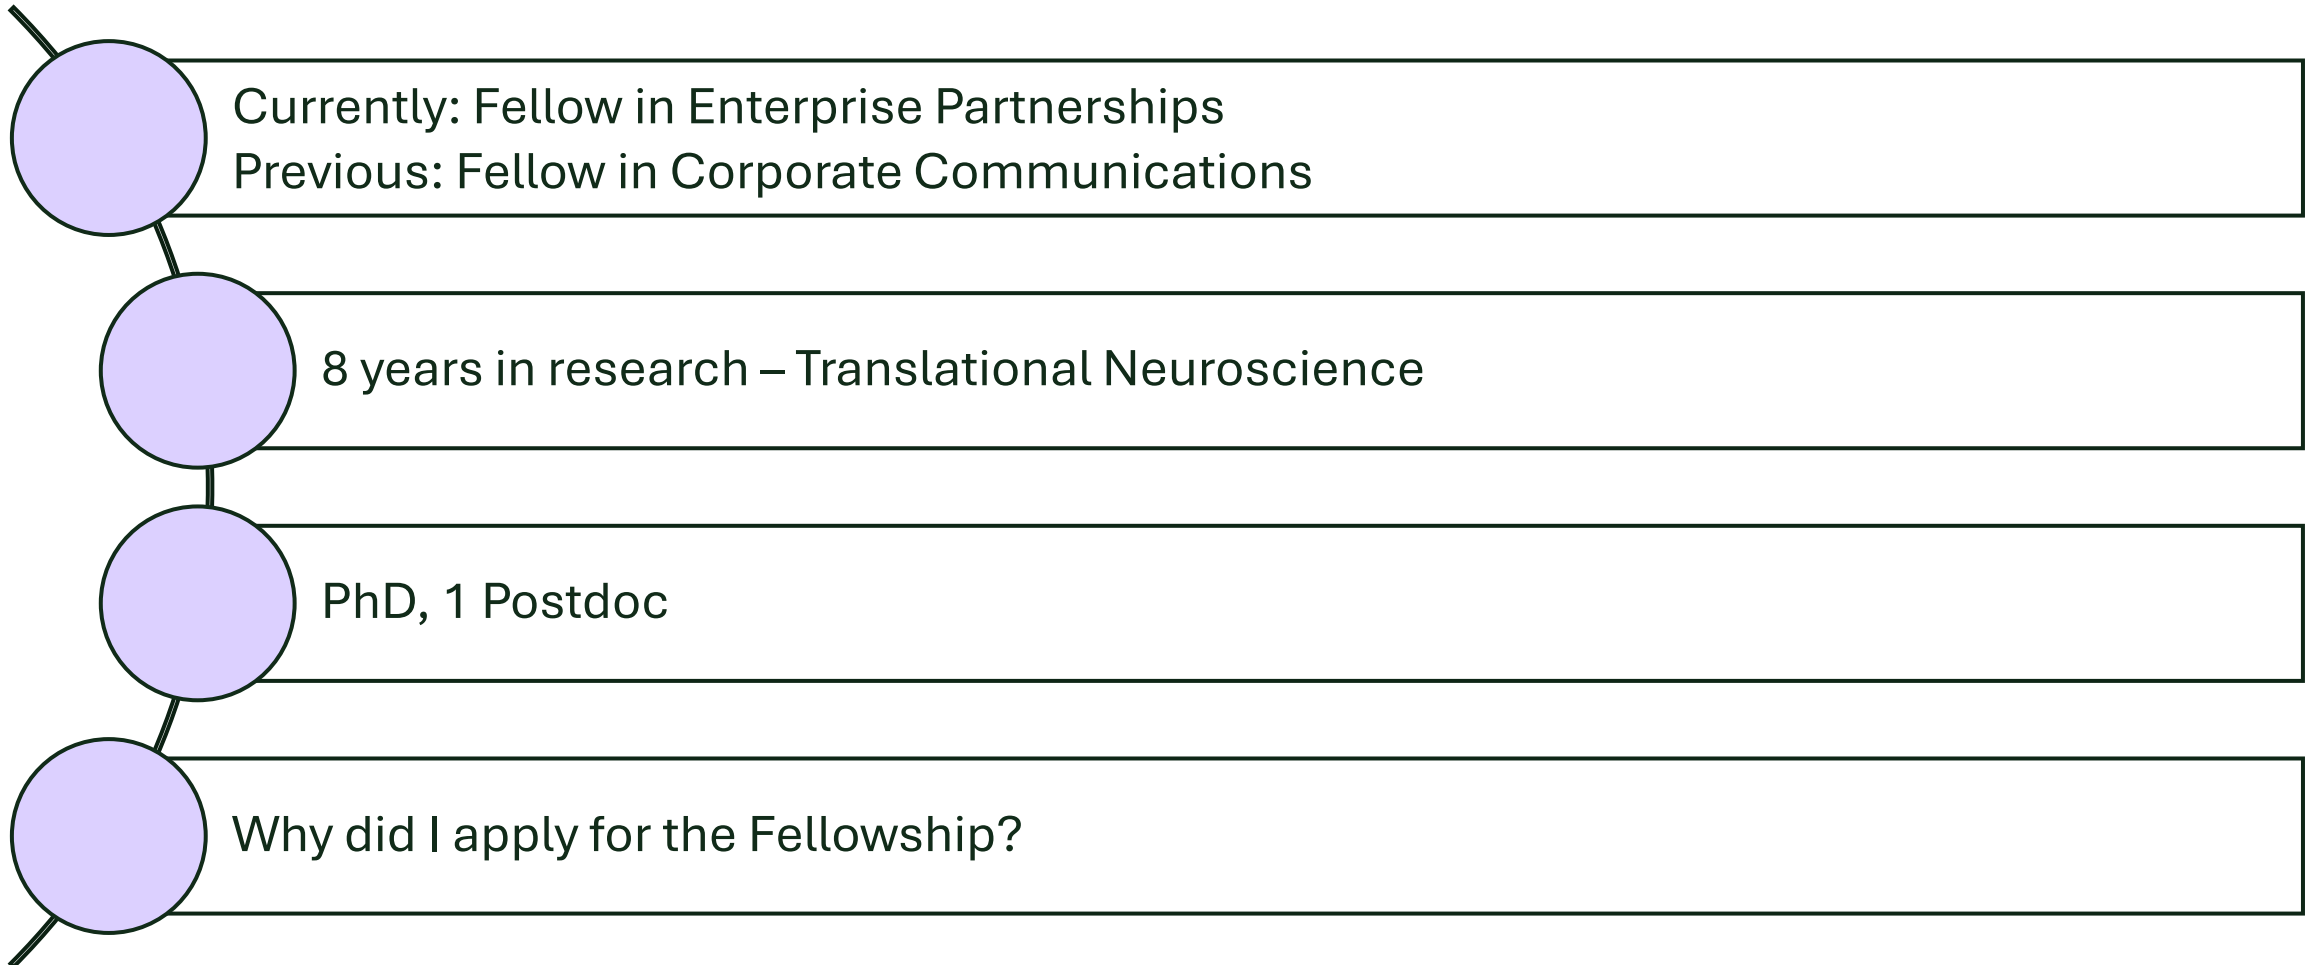 Currently: Fellow in Enterprise Partnerships
Previous: Fellow in Corporate Communications
8 years in research – Translational Neuroscience
PhD, 1 Postdoc
Why did I apply for the Fellowship?